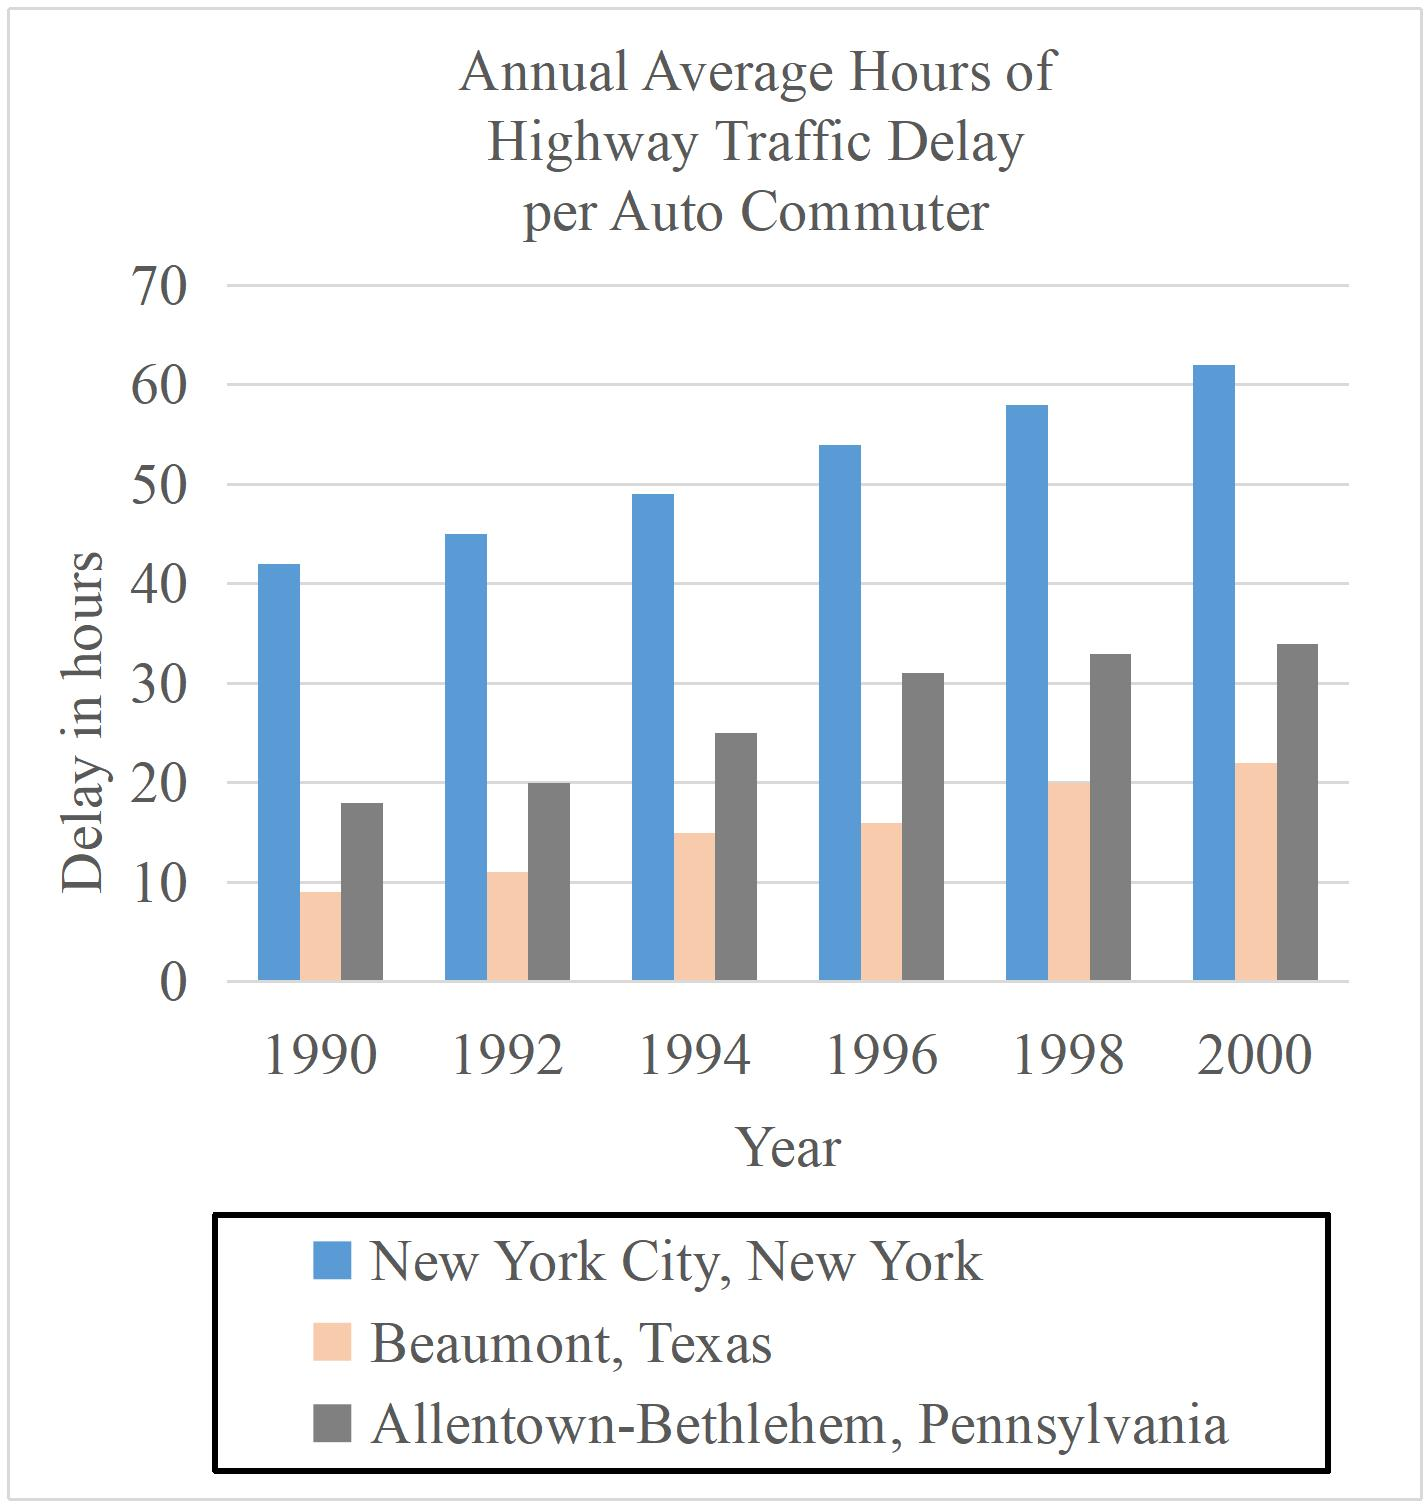 Annual Average Hours of
Highway Traffic Delay
per Auto Commuter
70
60
50
40
30
20
10
0
Delay in hours
1990 1992 1994 1996 1998 2000
Year
New York City, New York
Beaumont, Texas
Allentown-Bethlehem, Pennsylvania